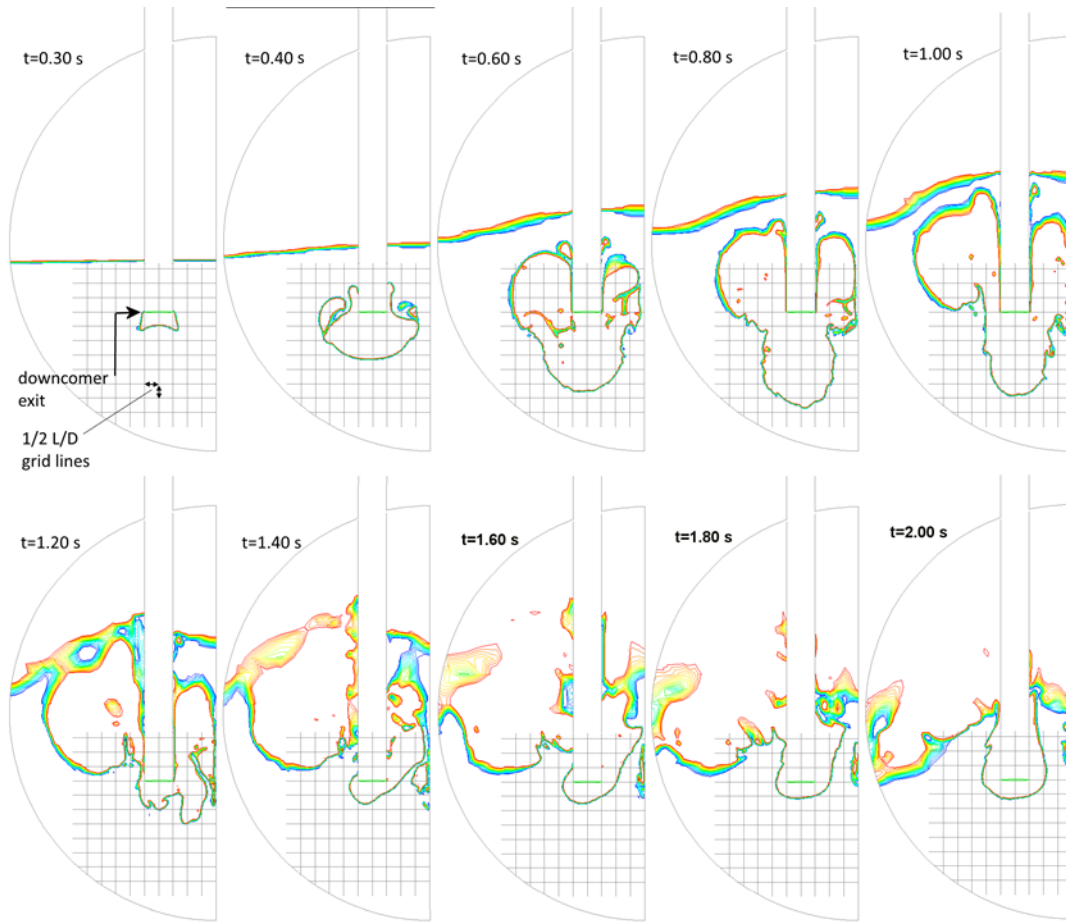 t=0.30 s
t=0.40 s
t=0.60 s
t=0.80 s
t=1.00 s
downcomer
exit
1/2 L/D
grid lines
t=1.20 s
t=1.40 s
t=1.60 s
t=1.80 s
t=2.00 s